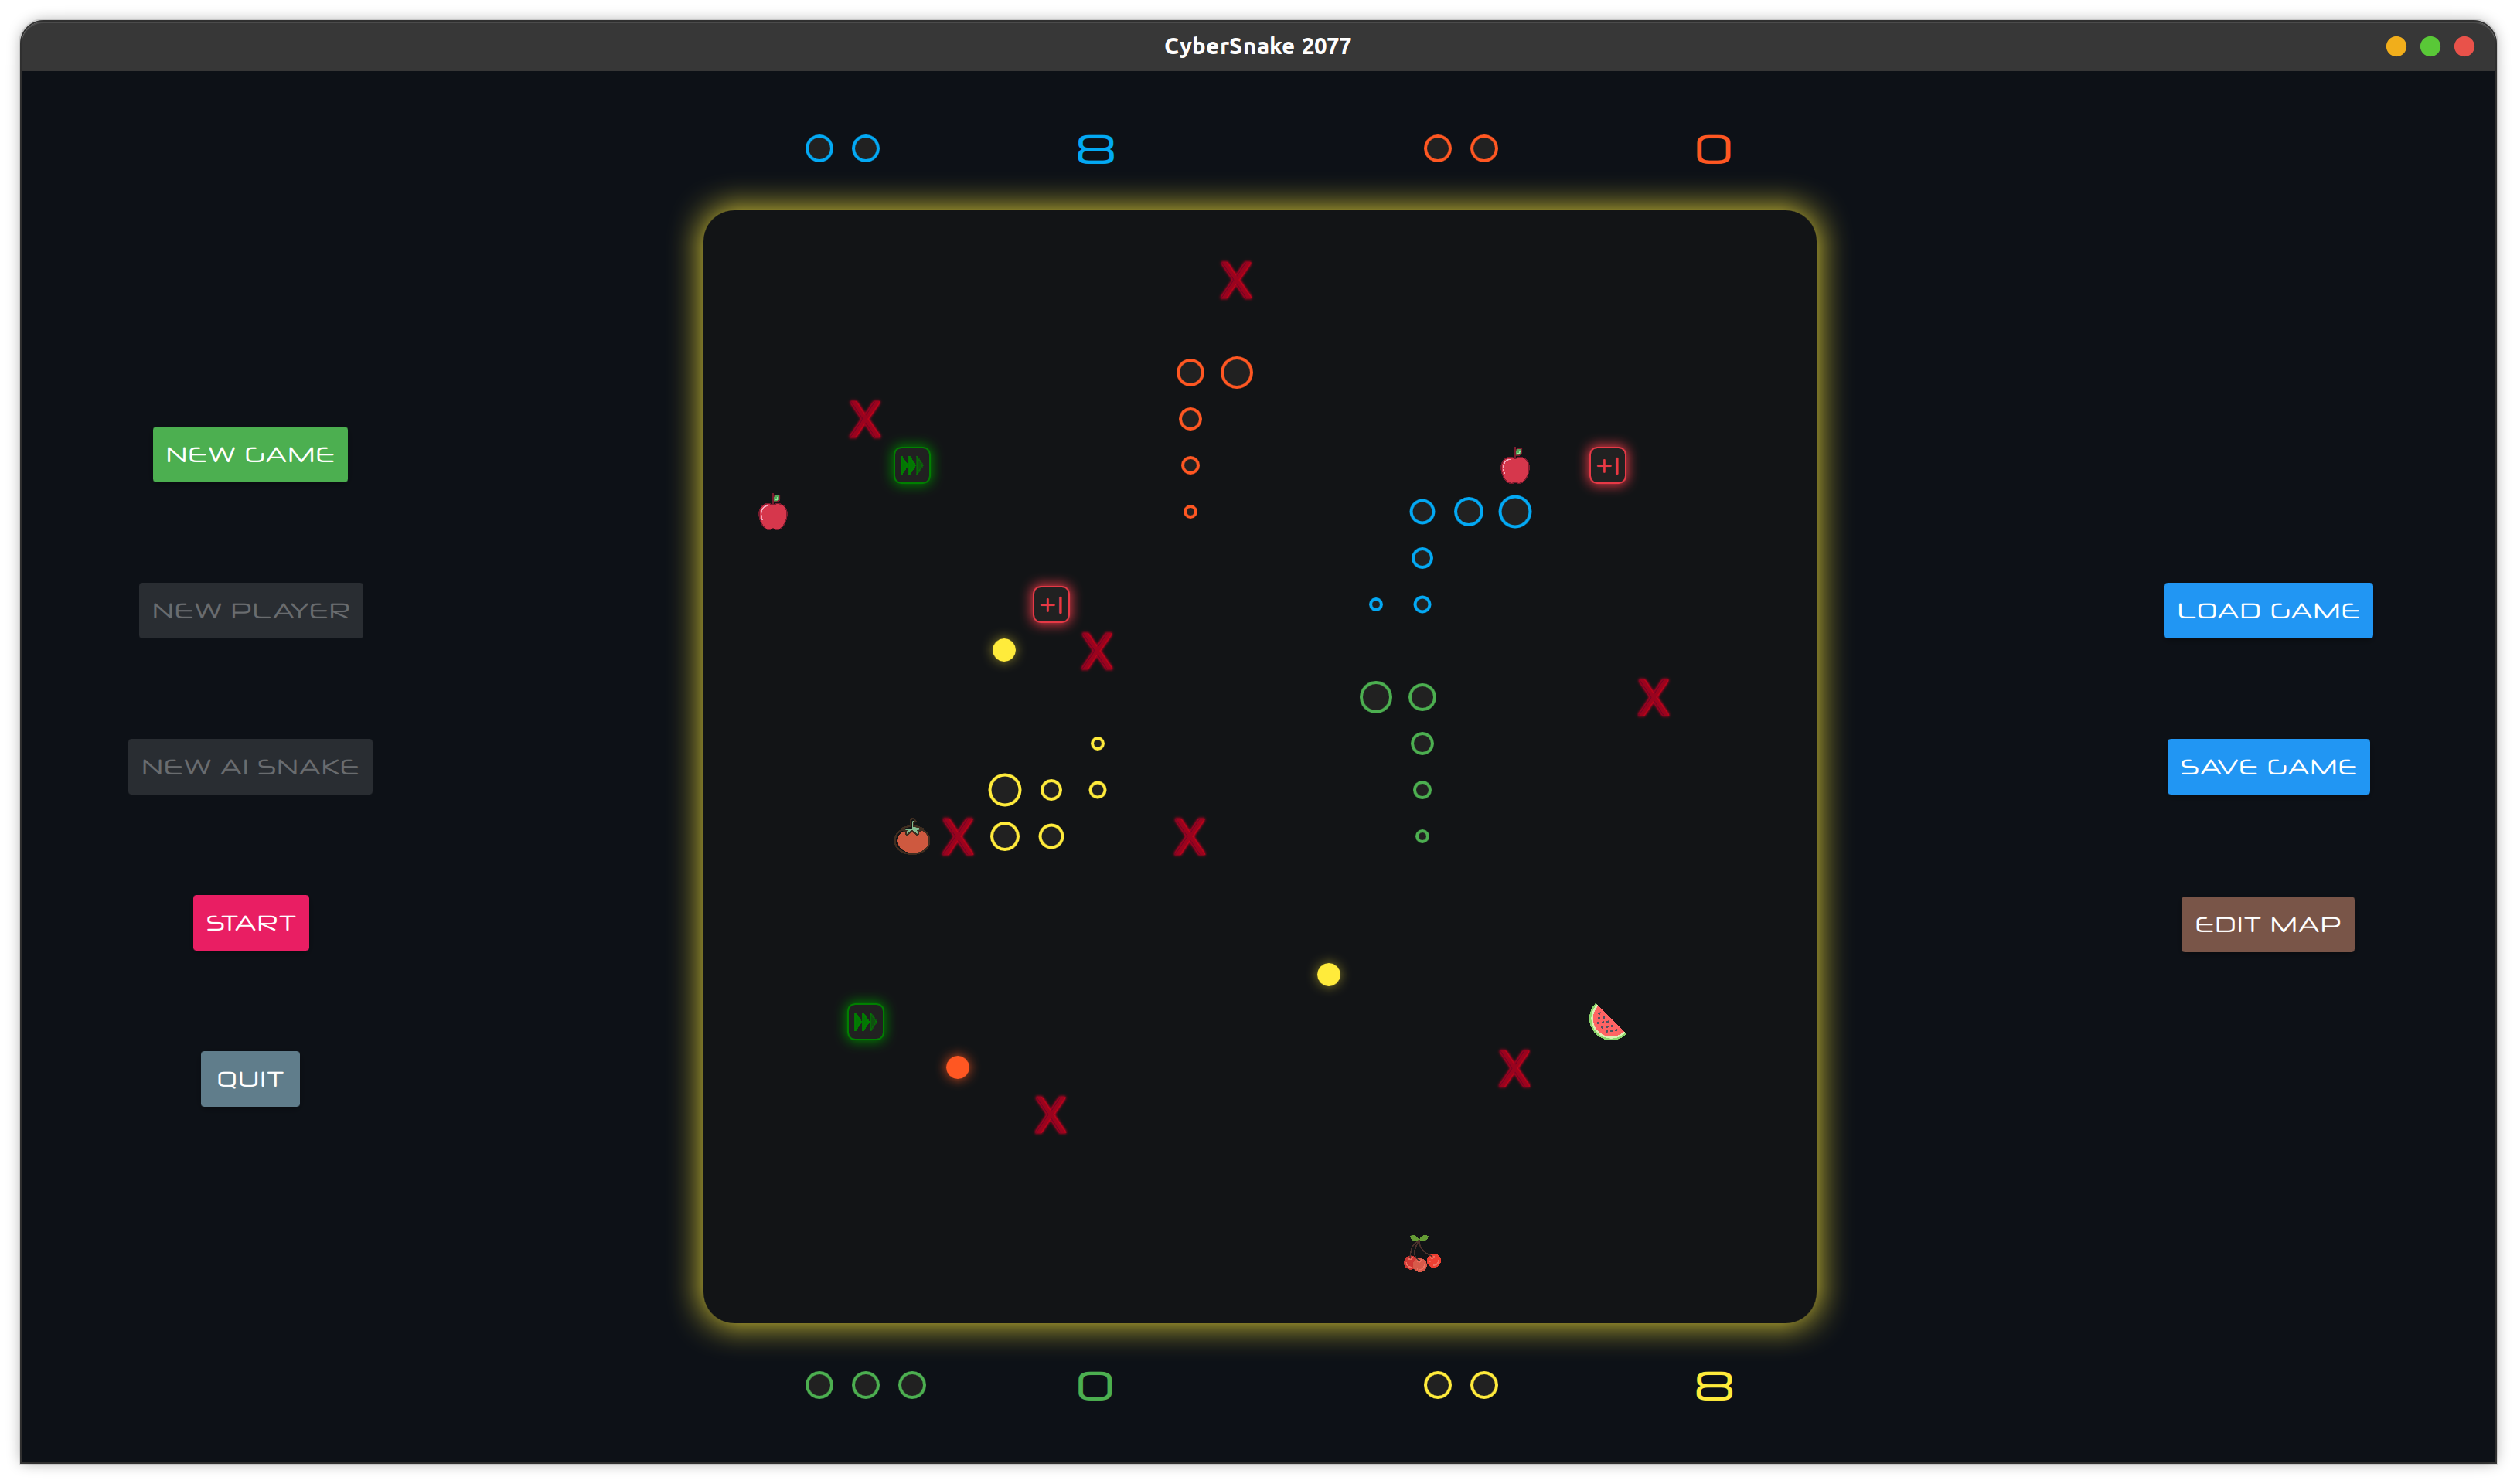 CyberSnake 2077
8
0
NEW GAME
+1
NEW PLAYER
+1
LOAD GAME
NEW AI SNAKE
SAVE GAME
START
EDIT MAP
QUIT
0
8